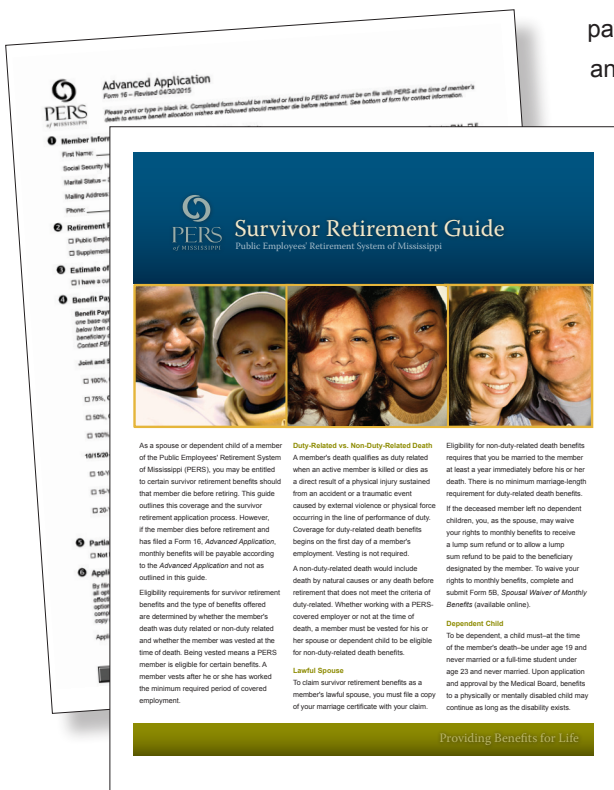 pa
an
PERS
of MISSISSIPPI
Advanced Application
Form 16 – Revised 04/30/2015
Please print or type in black ink. Completed form should be mailed or faxed to PERS and must be on file with PERS at the time of member's
death to ensure benefit allocation wishes are followed should member die before retirement. See bottom of form for contact information.
1 Member Inform
First Name:
Social Security N
Marital Status –
Mailing Address
Phone:
2 Retirement
Public Emplo
Supplement
3 Estimate of
I have a cur
4 Benefit Pay
Benefit Paym
one base opt
below then
beneficiary
Contact PE
Joint and S
100%,
75%,
50%,
100%
10/15/20-
10-Y
15-Y
20-
5 Partia
Not
6 Appli
By filin
all opt
effecti
option
compl
copy
Appl
PERS
of MISSISSIPPI
Survivor Retirement Guide
Public Employees' Retirement System of Mississippi
As a spouse or dependent child of a member
of the Public Employees' Retirement System
of Mississippi (PERS), you may be entitled
to certain survivor retirement benefits should
that member die before retiring. This guide
outlines this coverage and the survivor
retirement application process. However,
if the member dies before retirement and
has filed a Form 16, Advanced Application,
monthly benefits will be payable according
to the Advanced Application and not as
outlined in this guide.
Eligibility requirements for survivor retirement
benefits and the type of benefits offered
are determined by whether the member's
death was duty related or non-duty related
and whether the member was vested at the
time of death. Being vested means a PERS
member is eligible for certain benefits. A
member vests after he or she has worked
the minimum required period of covered
employment.
Duty-Related vs. Non-Duty-Related Death
A member's death qualifies as duty related
when an active member is killed or dies as
a direct result of a physical injury sustained
from an accident or a traumatic event
caused by external violence or physical force
occurring in the line of performance of duty.
Coverage for duty-related death benefits
begins on the first day of a member's
employment. Vesting is not required.
A non-duty-related death would include
death by natural causes or any death before
retirement that does not meet the criteria of
duty-related. Whether working with a PERS-
covered employer or not at the time of
death, a member must be vested for his or
her spouse or dependent child to be eligible
for non-duty-related death benefits.
Lawful Spouse
To claim survivor retirement benefits as a
member's lawful spouse, you must file a copy
of your marriage certificate with your claim.
Eligibility for non-duty-related death benefits
requires that you be married to the member
at least a year immediately before his or her
death. There is no minimum marriage-length
requirement for duty-related death benefits.
If the deceased member left no dependent
children, you, as the spouse, may waive
your rights to monthly benefits to receive
a lump sum refund or to allow a lump
sum refund to be paid to the beneficiary
designated by the member. To waive your
rights to monthly benefits, complete and
submit Form 5B, Spousal Waiver of Monthly
Benefits (available online).
Dependent Child
To be dependent, a child must–at the time
of the member's death–be under age 19 and
never married or a full-time student under
age 23 and never married. Upon application
and approval by the Medical Board, benefits
to a physically or mentally disabled child may
continue as long as the disability exists.
Providing Benefits for Life